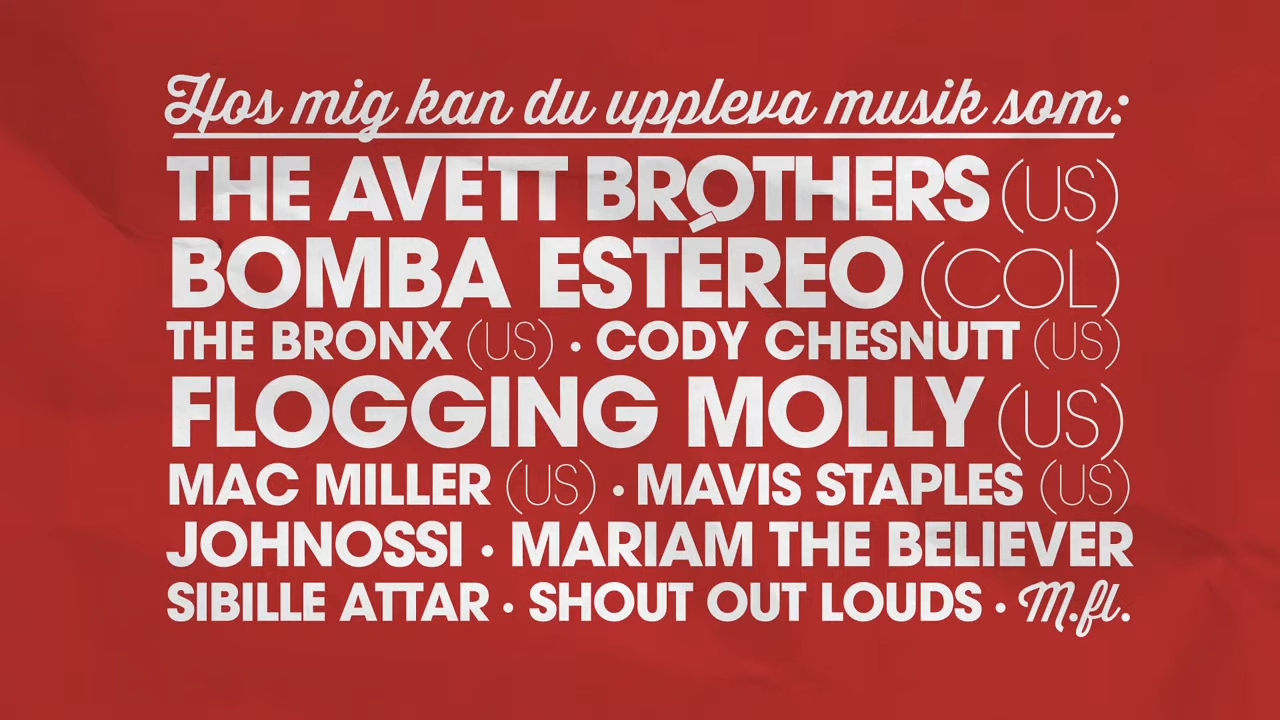 Hos mig kan du uppleva musik som:
THE AVETT BROTHERS (US)
BOMBA ESTÉREO (COL)
THE BRONX (US) · CODY CHESNUTT (US)
FLOGGING MOLLY (US)
MAC MILLER (US) · MAVIS STAPLES (US)
JOHNOSSI · MARIAM THE BELIEVER
SIBILLE ATTAR · SHOUT OUT LOUDS · M.fl.